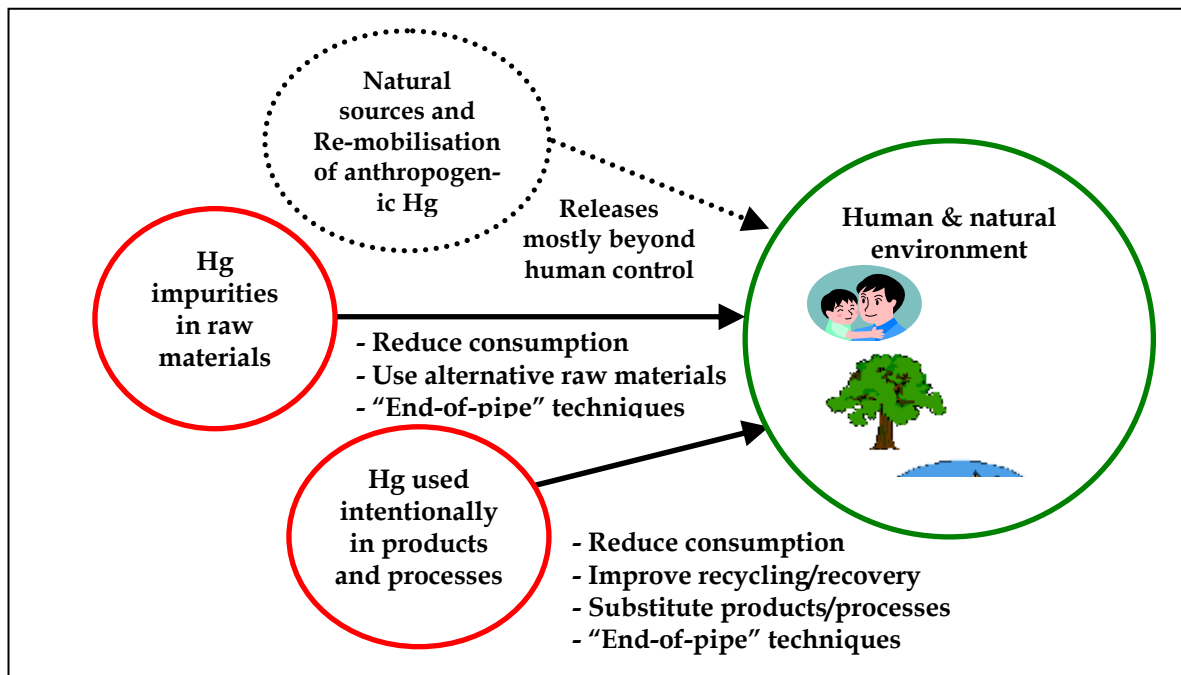 Natural
sources and
Re-mobilisation
of anthropogen-
ic Hg
Releases
mostly beyond
human control
Human & natural
environment
Hg
impurities
in raw
materials
- Reduce consumption
- Use alternative raw materials
- “End-of-pipe” techniques
Hg used
intentionally
in products
and processes
- Reduce consumption
- Improve recycling/recovery
- Substitute products/processes
- “End-of-pipe” techniques